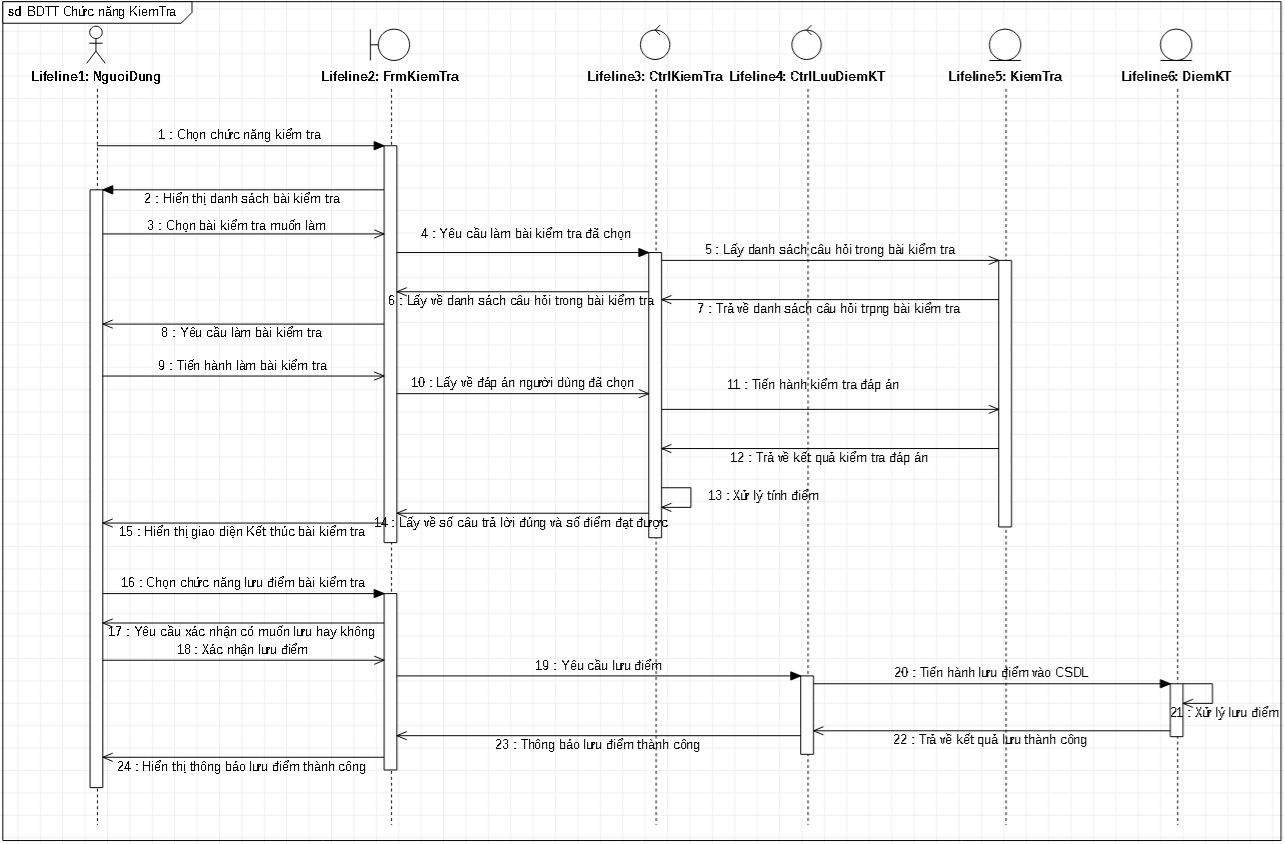 sd BDTT Chức năng KiemTra
Lifeline1: NguoiDung
Lifeline2: FrmKiemTra
Lifeline3: CtrlKiemTra
Lifeline4: CtrlLuuDiemKT
Lifeline5: KiemTra
Lifeline6: DiemKT
1 : Chọn chức năng kiểm tra
2 : Hiển thị danh sách bài kiểm tra
3 : Chọn bài kiểm tra muốn làm
4 : Yêu cầu làm bài kiểm tra đã chọn
5 : Lấy danh sách câu hỏi trong bài kiểm tra
6 : Lấy về danh sách câu hỏi trong bài kiểm tra
7 : Trả về danh sách câu hỏi trpng bài kiểm tra
8 : Yêu cầu làm bài kiểm tra
9 : Tiến hành làm bài kiểm tra
10 : Lấy về đáp án người dùng đã chọn
11 : Tiến hành kiểm tra đáp án
12 : Trả về kết quả kiểm tra đáp án
13 : Xử lý tính điểm
14 : Lấy về số câu trả lời đúng và số điểm đạt được
15 : Hiển thị giao diện Kết thúc bài kiểm tra
16 : Chọn chức năng lưu điểm bài kiểm tra
17 : Yêu cầu xác nhận có muốn lưu hay không
18 : Xác nhận lưu điểm
19 : Yêu cầu lưu điểm
20 : Tiến hành lưu điểm vào CSDL
21 : Xử lý lưu điểm
22 : Trả về kết quả lưu thành công
23 : Thông báo lưu điểm thành công
24 : Hiển thị thông báo lưu điểm thành công